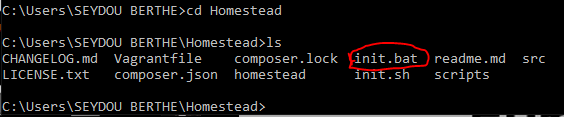 C:\Users\SEYDOU BERTHE>cd Homestead
C:\Users\SEYDOU BERTHE\Homestead>ls
CHANGELOG.md  Vagrantfile    composer.lock  init.bat  readme.md  src
LICENSE.txt   composer.json  homestead      init.sh   scripts
C:\Users\SEYDOU BERTHE\Homestead>